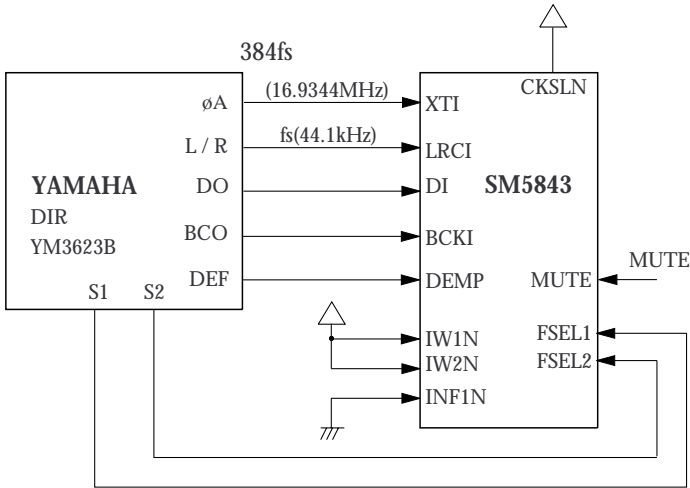 384fs
CKSLN
øA
(16.9344MHz)
XTI
L / R
fs(44.1kHz)
LRCI
YAMAHA
DO
DI
SM5843
DIR
YM3623B
BCO
BCKI
DEF
DEMP
MUTE
MUTE
S1
S2
IW1N
FSEL1
IW2N
FSEL2
INF1N